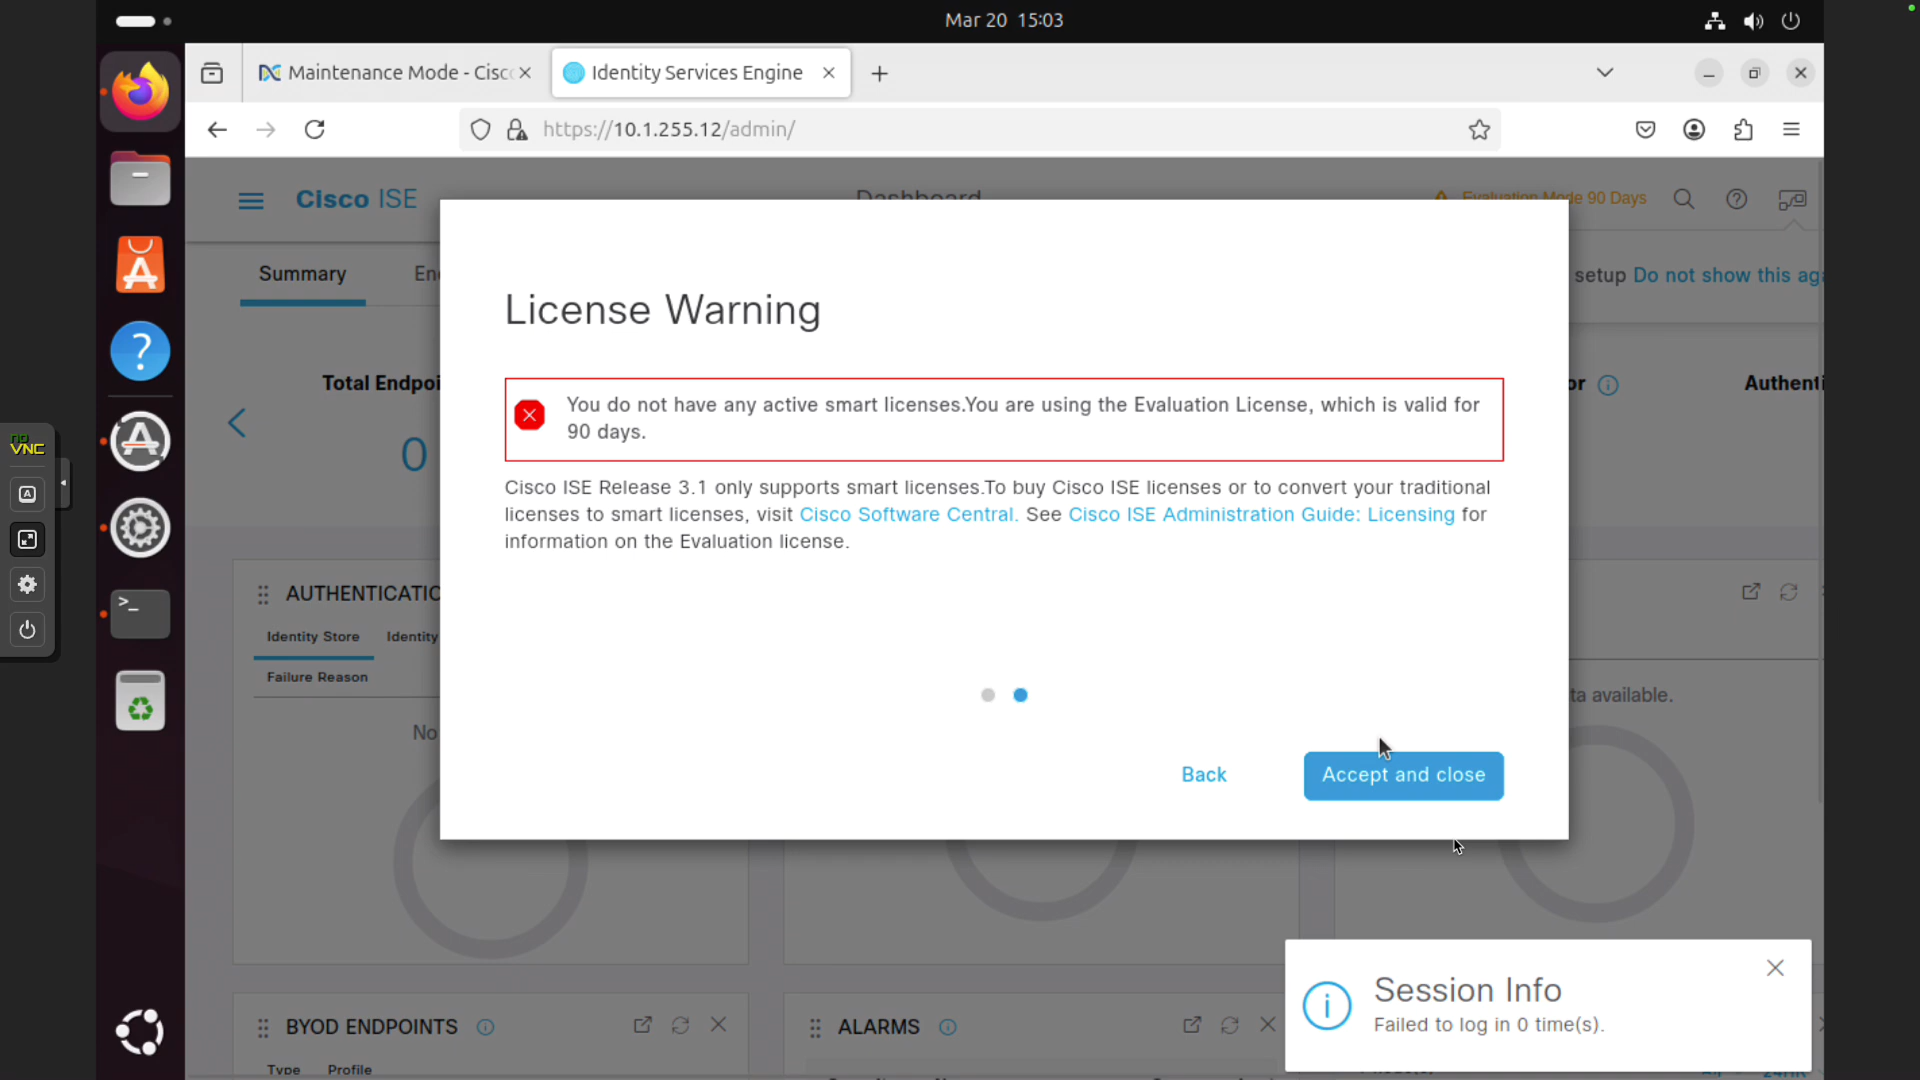 Mar 20 15:03
Maintenance Mode - Cisc
Identity Services Engine
https://10.1.255.12/admin/
Cisco ISE
Dashboard
Evaluation Mode 90 Days
Summary
En
setup Do not show this aga
Total Endpoi
or
Authenti
0
License Warning
You do not have any active smart licenses.You are using the Evaluation License, which is valid for
90 days.
Cisco ISE Release 3.1 only supports smart licenses.To buy Cisco ISE licenses or to convert your traditional
licenses to smart licenses, visit Cisco Software Central. See Cisco ISE Administration Guide: Licensing for
information on the Evaluation license.
Back
Accept and close
no
VNC
AUTHENTICATIO
Identity Store
Identity
Failure Reason
No
ta available.
BYOD ENDPOINTS
Type
Profile
ALARMS
Session Info
Failed to log in 0 time(s).